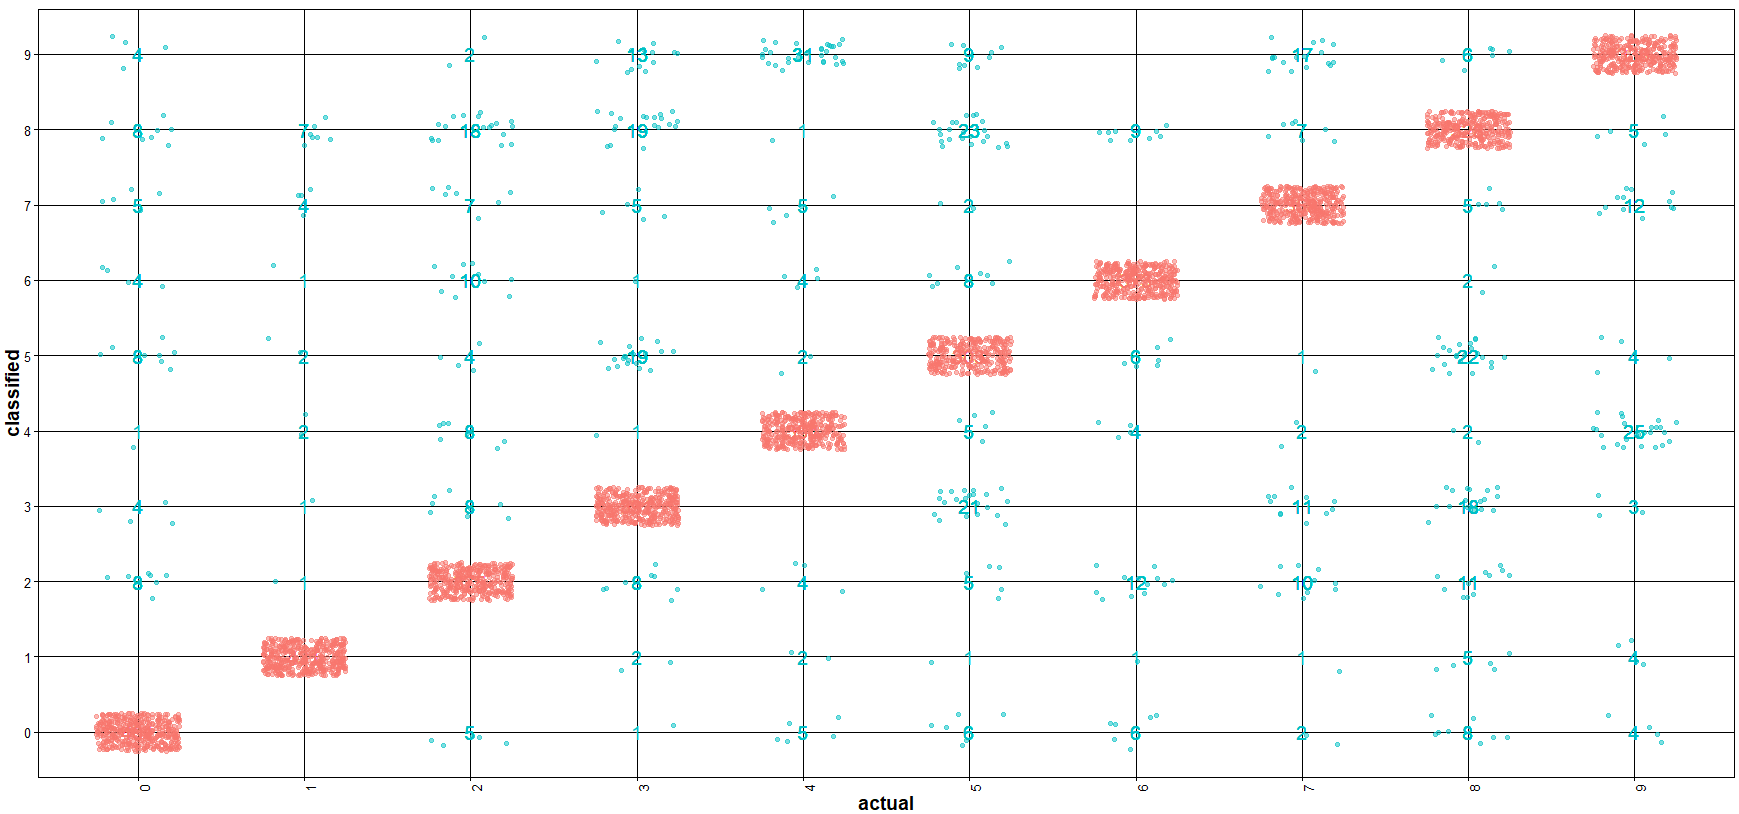 9 4 2 13 31 9 17 6
8 8 7 18 19 1 23 9 7 5
7 5 4 7 5 5 2 5 12
6 4 1 10 1 4 8 2
5 8 2 4 19 2 6 1 22 4
4 1 2 8 1 5 4 2 2 25
3 4 1 8 21 11 18 3
2 8 1 8 4 5 12 10 11
1 2 2 1 1 1 5 4
0 5 1 5 6 6 2 8 4
0 1 2 3 4 5 6 7 8 9
classified
actual